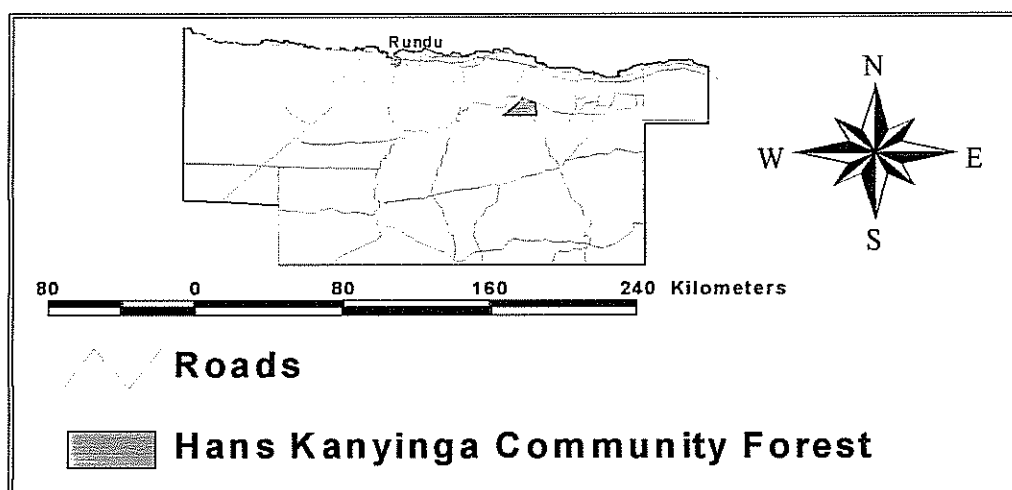 Rundu
N
W E
S
80 0 80 160 240 Kilometers
Roads
Hans Kanyinga Community Forest